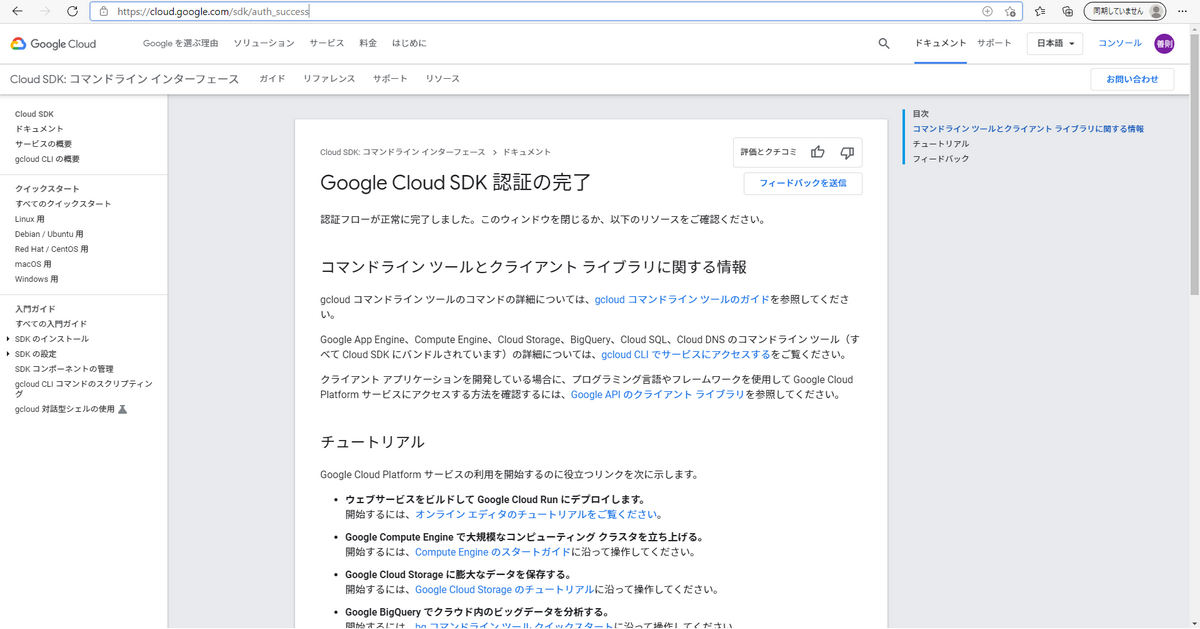 https://cloud.google.com/sdk/auth_success
同期していません
Google Cloud
Google を選ぶ理由 ソリューション サービス 料金 はじめに
ドキュメント サポート 日本語 コンソール 善則
Cloud SDK: コマンドライン インターフェース ガイド リファレンス サポート リソース お問い合わせ
Cloud SDK
ドキュメント
サービスの概要
gcloud CLI の概要
クイックスタート
すべてのクイックスタート
Linux 用
Debian / Ubuntu 用
Red Hat / CentOS 用
macOS 用
Windows 用
入門ガイド
すべての入門ガイド
SDK のインストール
SDK の設定
SDK コンポーネントの管理
gcloud CLI コマンドのスクリプティン
グ
gcloud 対話型シェルの使用
Cloud SDK: コマンドライン インターフェース > ドキュメント
評価とクチコミ
Google Cloud SDK 認証の完了
フィードバックを送信
認証フローが正常に完了しました。このウィンドウを閉じるか、以下のリソースをご確認ください。
コマンドライン ツールとクライアント ライブラリに関する情報
gcloud コマンドライン ツールのコマンドの詳細については、gcloud コマンドライン ツールのガイドを参照してくださ
い。
Google App Engine、Compute Engine、Cloud Storage、BigQuery、Cloud SQL、Cloud DNS のコマンドライン ツール（す
べて Cloud SDK にバンドルされています）の詳細については、gcloud CLI でサービスにアクセスするをご覧ください。
クライアント アプリケーションを開発している場合に、プログラミング言語やフレームワークを使用して Google Cloud
Platform サービスにアクセスする方法を確認するには、Google API のクライアント ライブラリを参照してください。
チュートリアル
Google Cloud Platform サービスの利用を開始するのに役立つリンクを次に示します。
• ウェブサービスをビルドして Google Cloud Run にデプロイします。
開始するには、オンライン エディタのチュートリアルをご覧ください。
• Google Compute Engine で大規模なコンピューティング クラスタを立ち上げる。
開始するには、Compute Engine のスタートガイドに沿って操作してください。
• Google Cloud Storage に膨大なデータを保存する。
開始するには、Google Cloud Storage のチュートリアルに沿って操作してください。
• Google BigQuery でクラウド内のビッグデータを分析する。
開始するには、bq コマンドライン ツール クイックスタートに沿って操作してください
目次
コマンドライン ツールとクライアント ライブラリに関する情報
チュートリアル
フィードバック